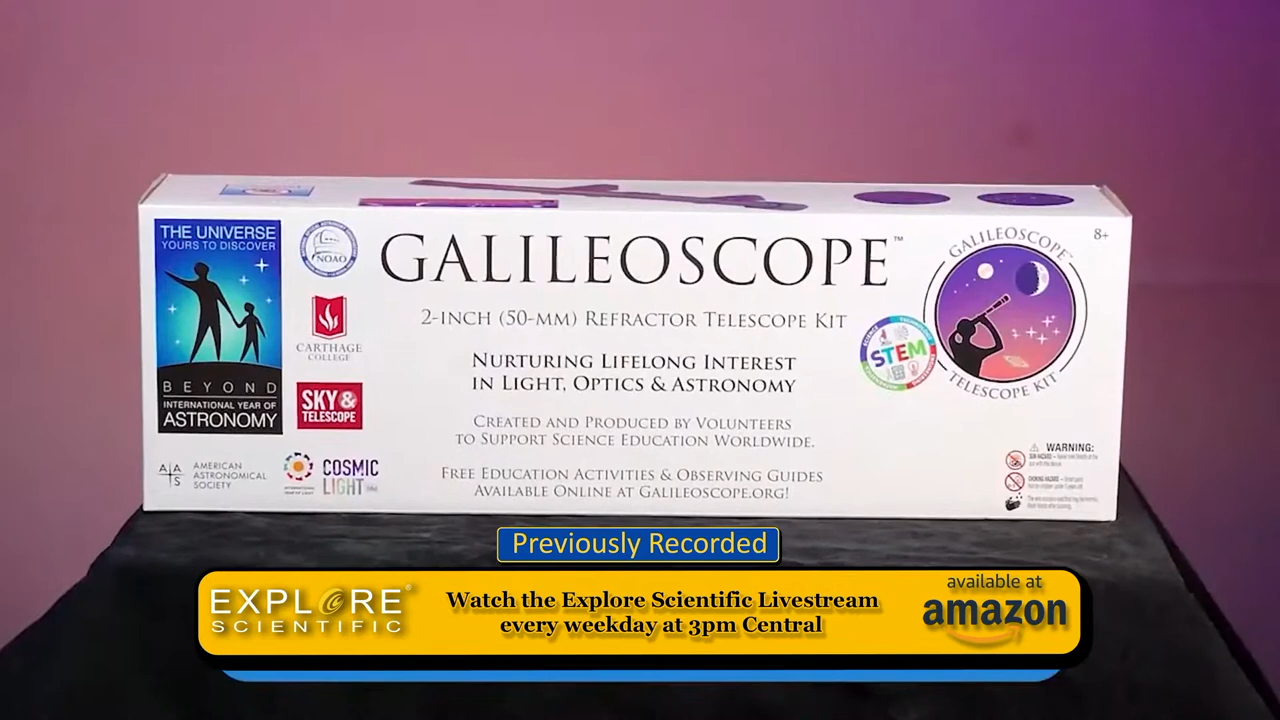 THE UNIVERSE
YOURS TO DISCOVER
BEYOND
INTERNATIONAL YEAR OF
ASTRONOMY
NOAO
CARTHAGE
COLLEGE
SKY &
TELESCOPE
AAS
AMERICAN
ASTRONOMICAL
SOCIETY
COSMIC
LIGHT
GALILEOSCOPE™
2-INCH (50-MM) REFRACTOR TELESCOPE KIT
NURTURING LIFELONG INTEREST
IN LIGHT, OPTICS & ASTRONOMY
CREATED AND PRODUCED BY VOLUNTEERS
TO SUPPORT SCIENCE EDUCATION WORLDWIDE.
FREE EDUCATION ACTIVITIES & OBSERVING GUIDES
AVAILABLE ONLINE AT GALILEOSCOPE.ORG!
STEM
8+
GALILEOSCOPE™
TELESCOPE KIT
WARNING:
Previously Recorded
EXPLORE®
SCIENTIFIC
Watch the Explore Scientific Livestream
every weekday at 3pm Central
available at
amazon